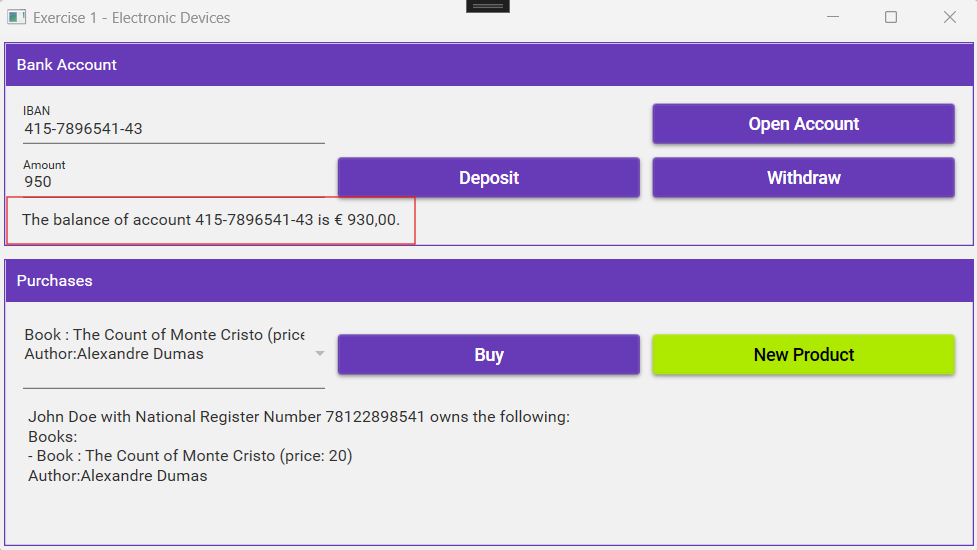 Exercise 1 - Electronic Devices
Bank Account
IBAN
415-7896541-43
Open Account
Amount
950
Deposit
Withdraw
The balance of account 415-7896541-43 is € 930,00.
Purchases
Book : The Count of Monte Cristo (price
Author:Alexandre Dumas
Buy
New Product
John Doe with National Register Number 78122898541 owns the following:
Books:
- Book : The Count of Monte Cristo (price: 20)
Author:Alexandre Dumas